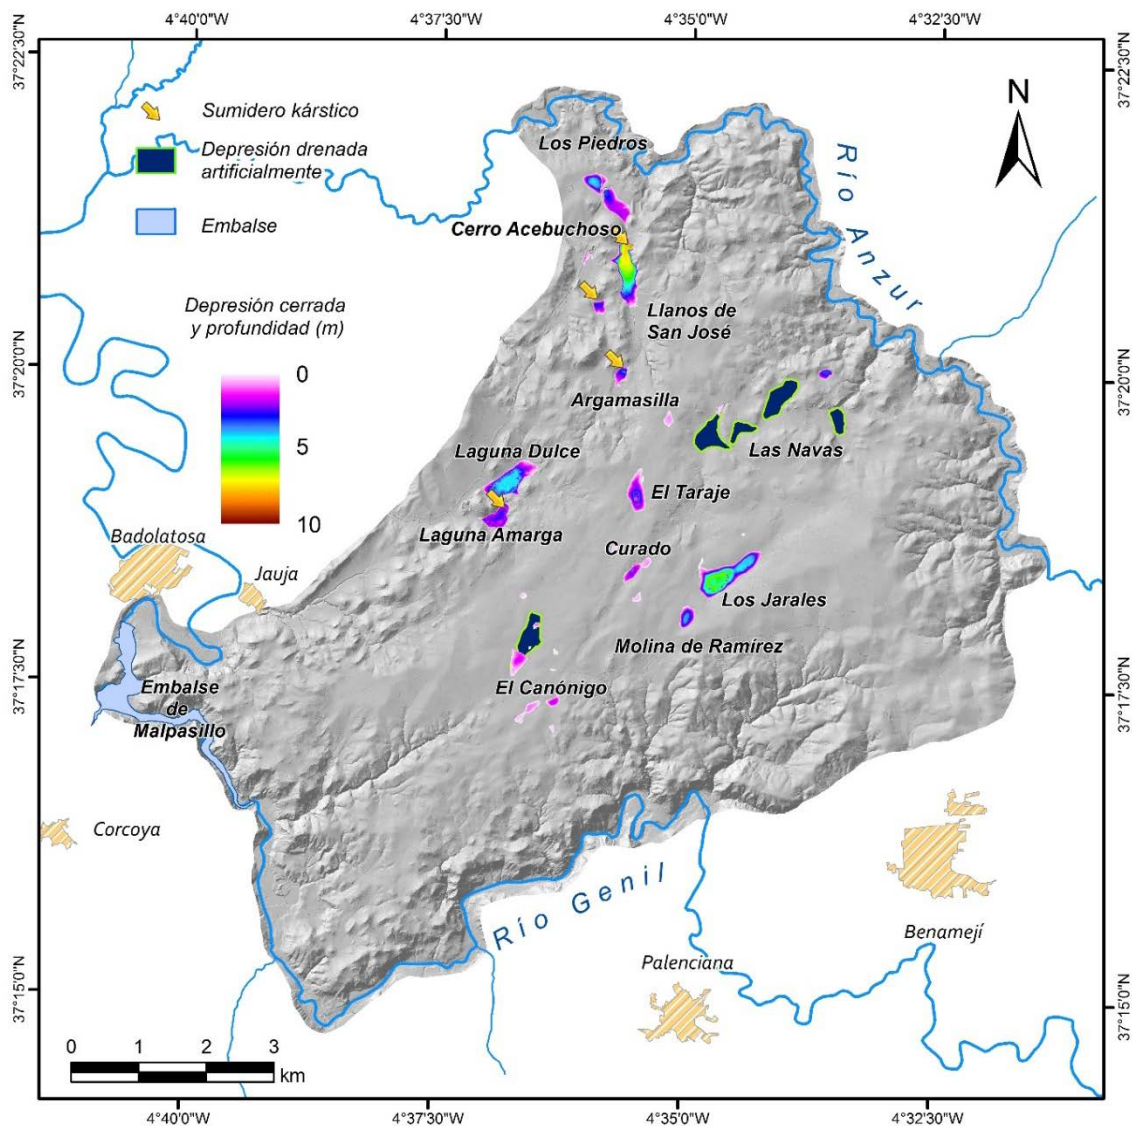 4°40'0"W
4°37'30"W
4°35'0"W
4°32'30"W
37°22'30"N
37°22'30"N
N
Sumidero kárstico
Depresión drenada
artificialmente
Embalse
Depresión cerrada
y profundidad (m)
0
5
10
Los Piedros
Cerro Acebuchoso
Río Anzur
Llanos de
San José
37°20'0"N
37°20'0"N
Argamasilla
Las Navas
Laguna Dulce
El Taraje
Laguna Amarga
Badolatosa
Jauja
Curado
Los Jarales
Molina de Ramírez
37°17'30"N
37°17'30"N
El Canónigo
Embalse
de
Malpasillo
Corcoya
Río Genil
Benamejí
Palenciana
37°15'0"N
37°15'0"N
0 1 2 3
km
4°40'0"W
4°37'30"W
4°35'0"W
4°32'30"W